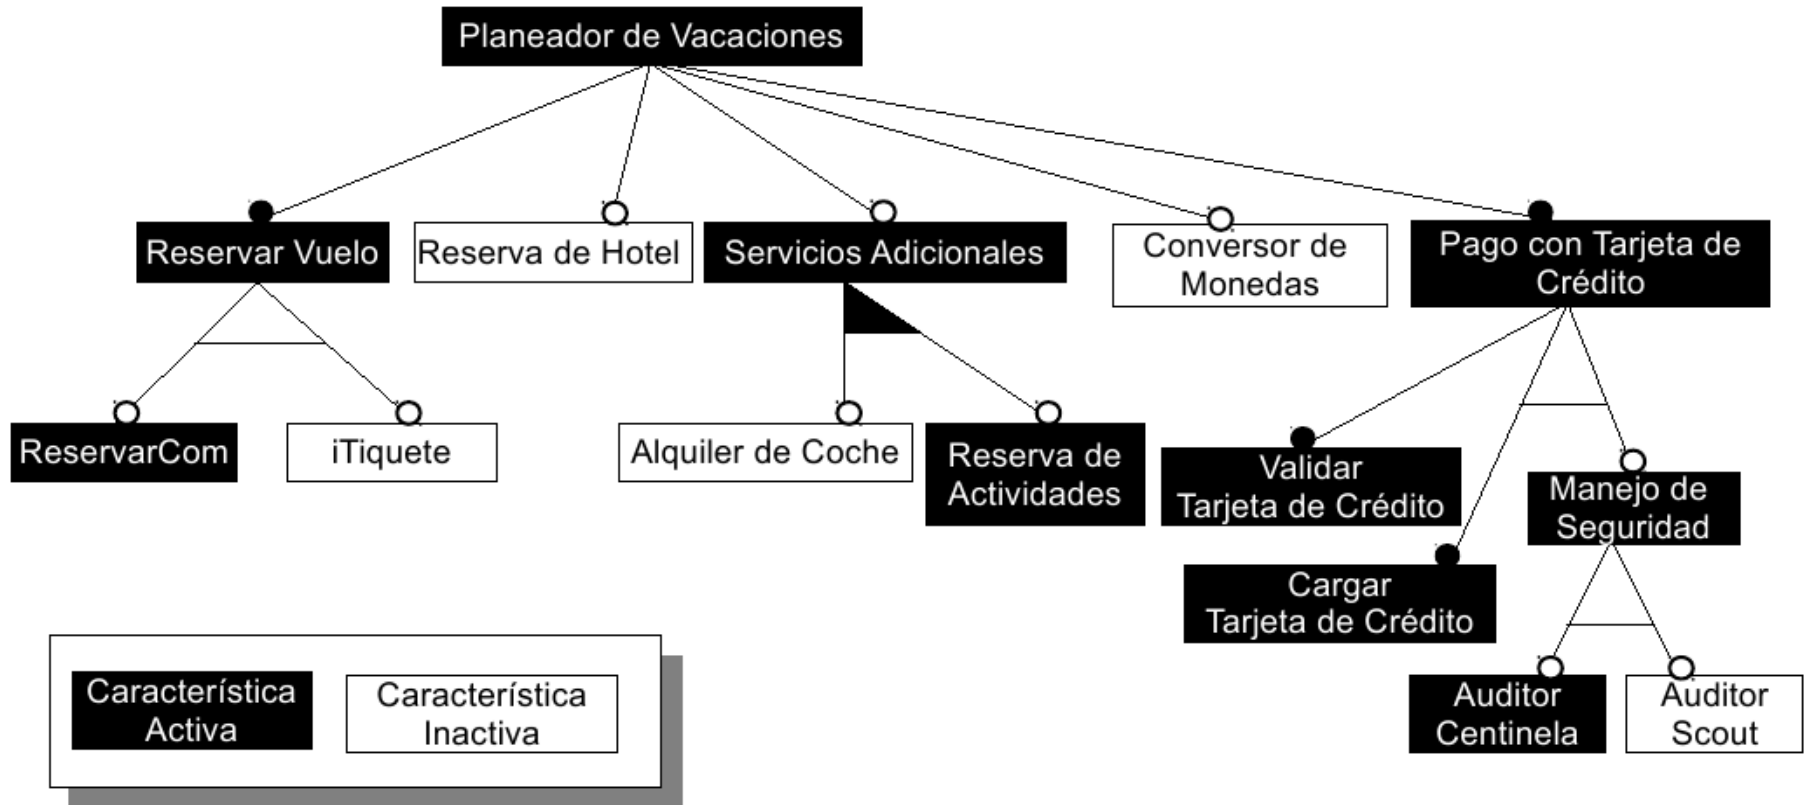 Planeador de Vacaciones
Reservar Vuelo
Reserva de Hotel
Servicios Adicionales
Conversor de
Monedas
Pago con Tarjeta de
Crédito
ReservarCom
iTiquete
Alquiler de Coche
Reserva de
Actividades
Validar
Tarjeta de Crédito
Manejo de
Seguridad
Cargar
Tarjeta de Crédito
Auditor
Centinela
Auditor
Scout
Característica
Activa
Característica
Inactiva